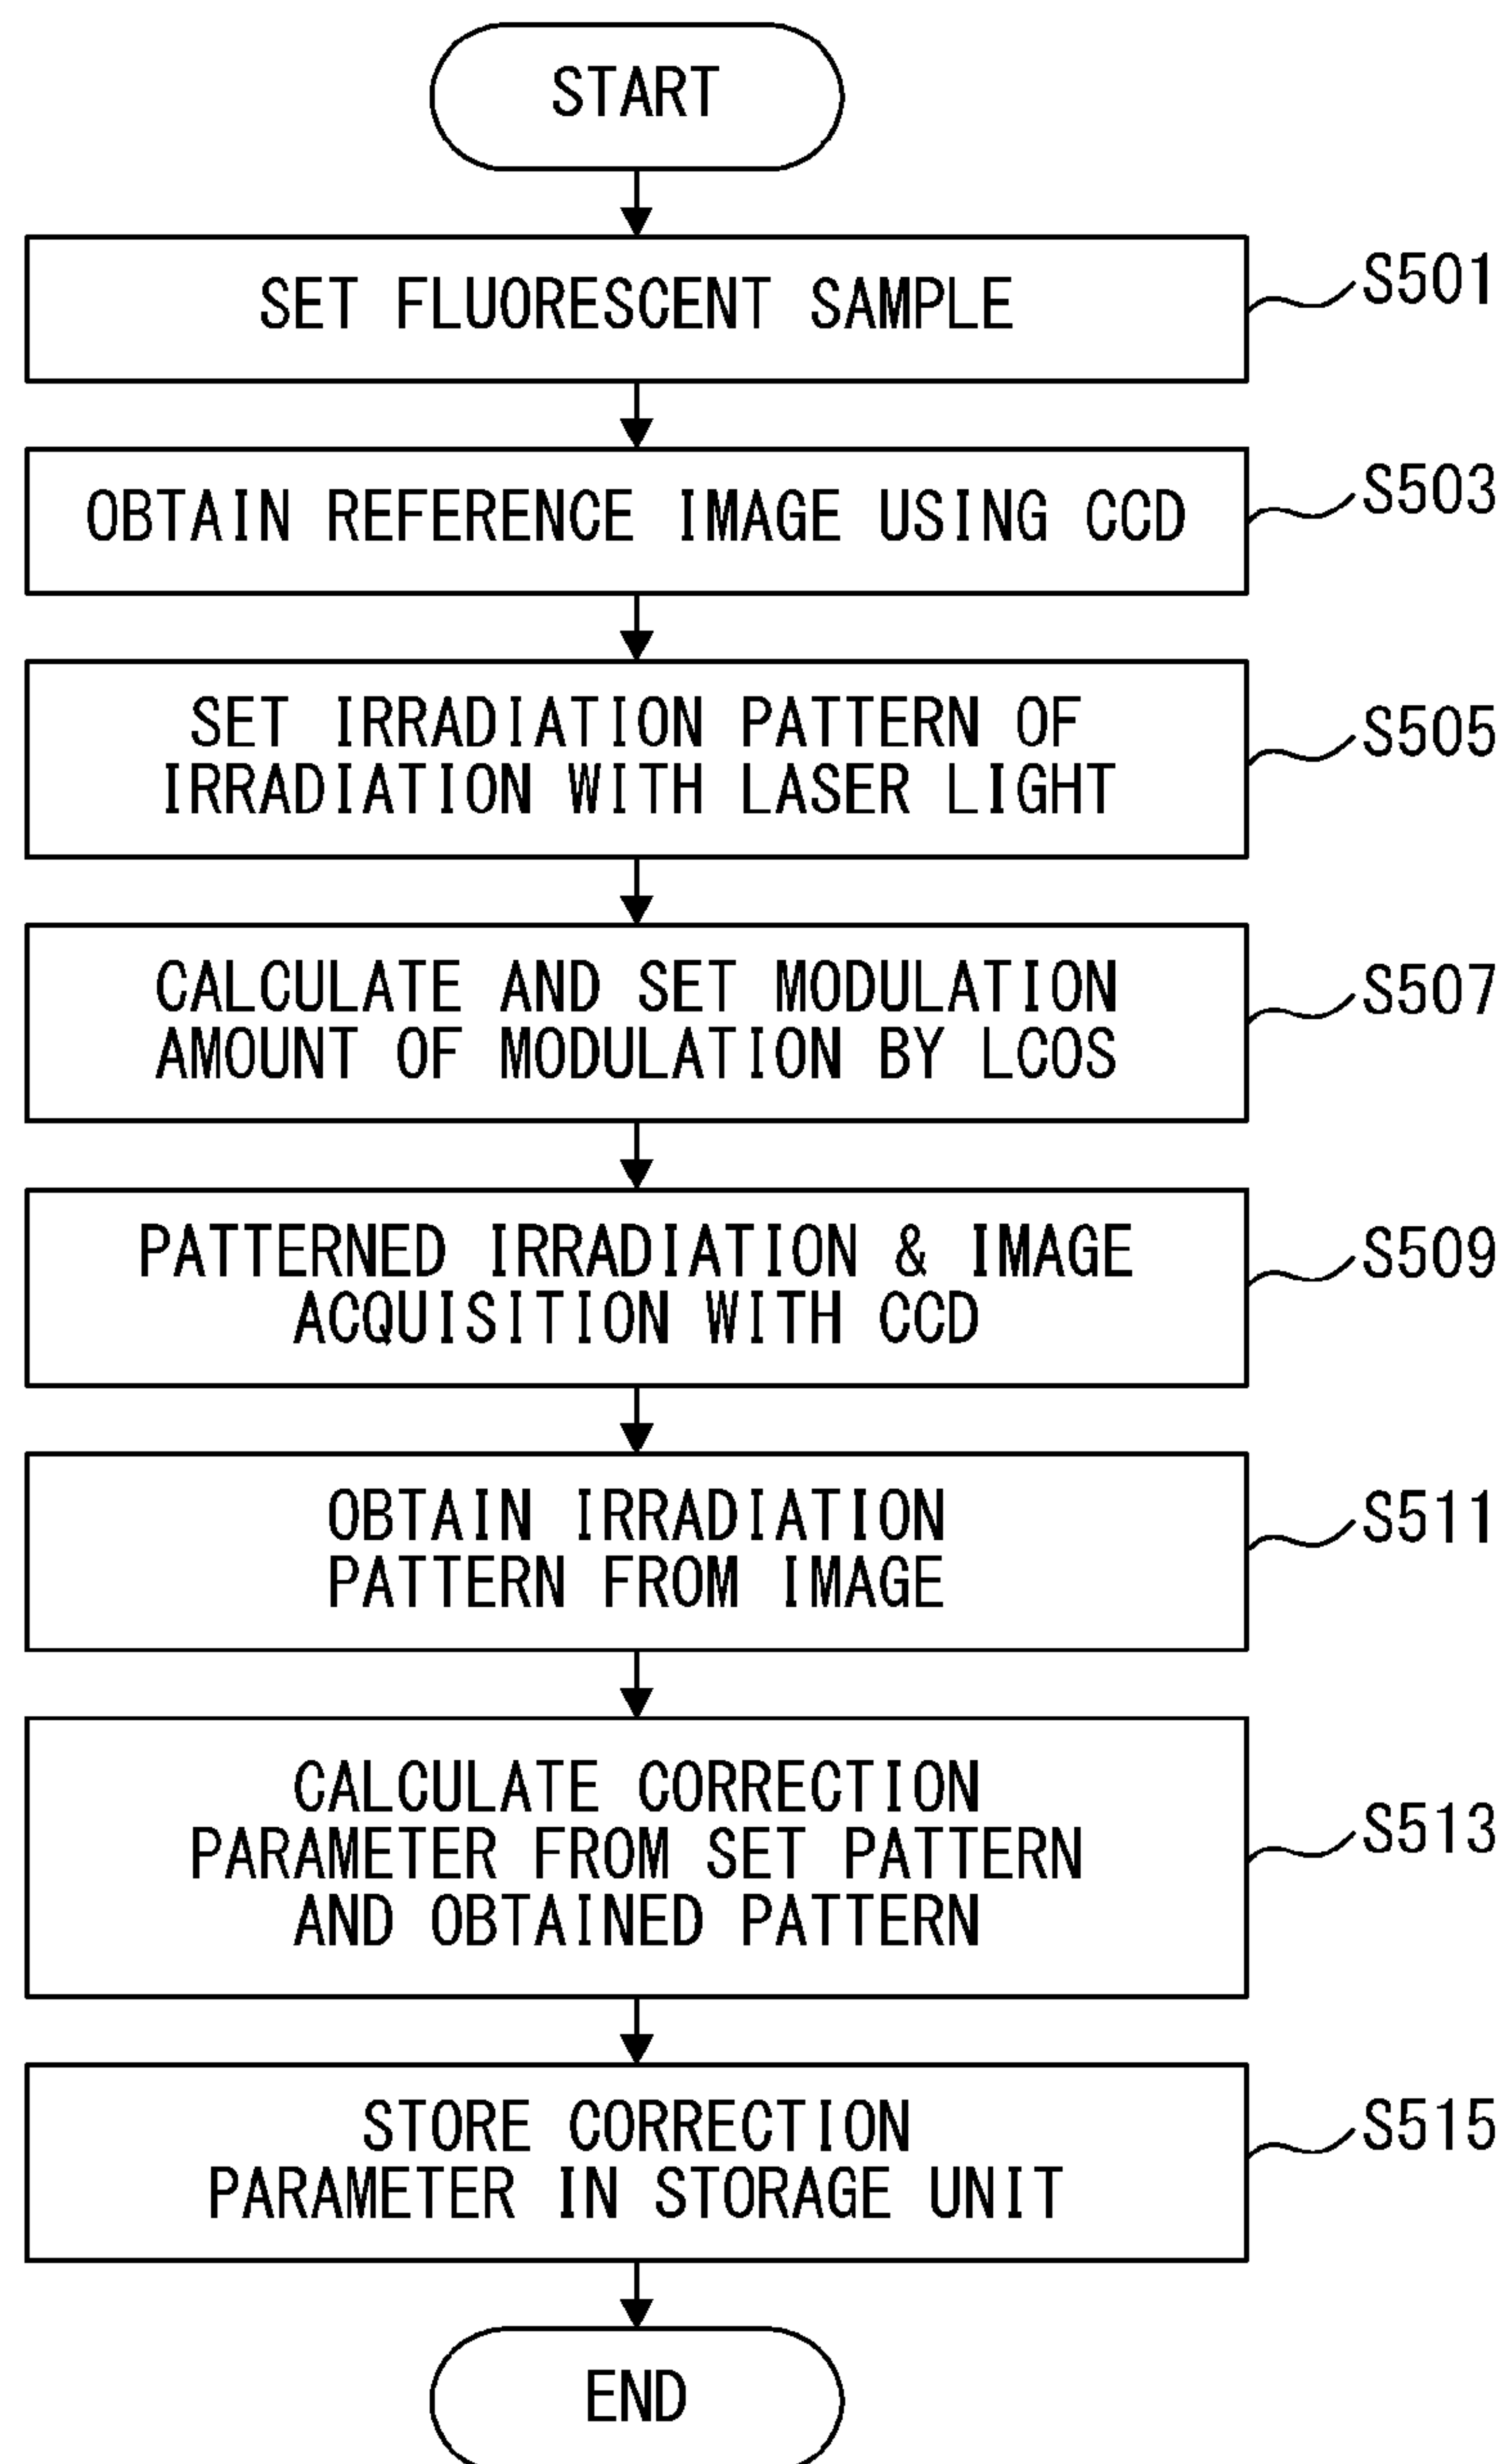 START
SET FLUORESCENT SAMPLE
S501
OBTAIN REFERENCE IMAGE USING CCD
S503
SET IRRADIATION PATTERN OF
IRRADIATION WITH LASER LIGHT
S505
CALCULATE AND SET MODULATION
AMOUNT OF MODULATION BY LCOS
S507
PATTERNED IRRADIATION & IMAGE
ACQUISITION WITH CCD
S509
OBTAIN IRRADIATION
PATTERN FROM IMAGE
S511
CALCULATE CORRECTION
PARAMETER FROM SET PATTERN
AND OBTAINED PATTERN
S513
STORE CORRECTION
PARAMETER IN STORAGE UNIT
S515
END